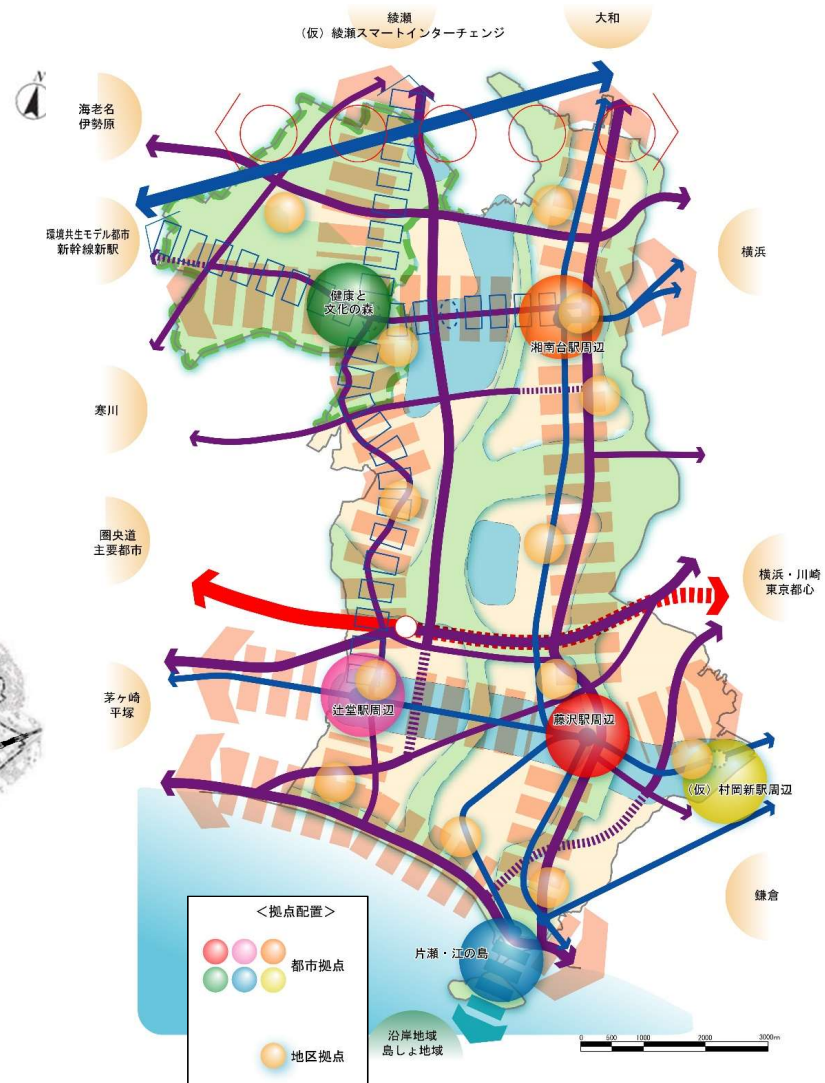 綾瀬
（仮）綾瀬スマートインターチェンジ
大和
N
海老名
伊勢原
環境共生モデル都市
新幹線新駅
横浜
健康と
文化の森
湘南台駅周辺
寒川
圏央道
主要都市
横浜・川崎
東京都心
茅ヶ崎
平塚
辻堂駅周辺
藤沢駅周辺
（仮）村岡新駅周辺
鎌倉
＜拠点配置＞
都市拠点
地区拠点
片瀬・江の島
沿岸地域
島しょ地域
0 500 1000 2000 3000m